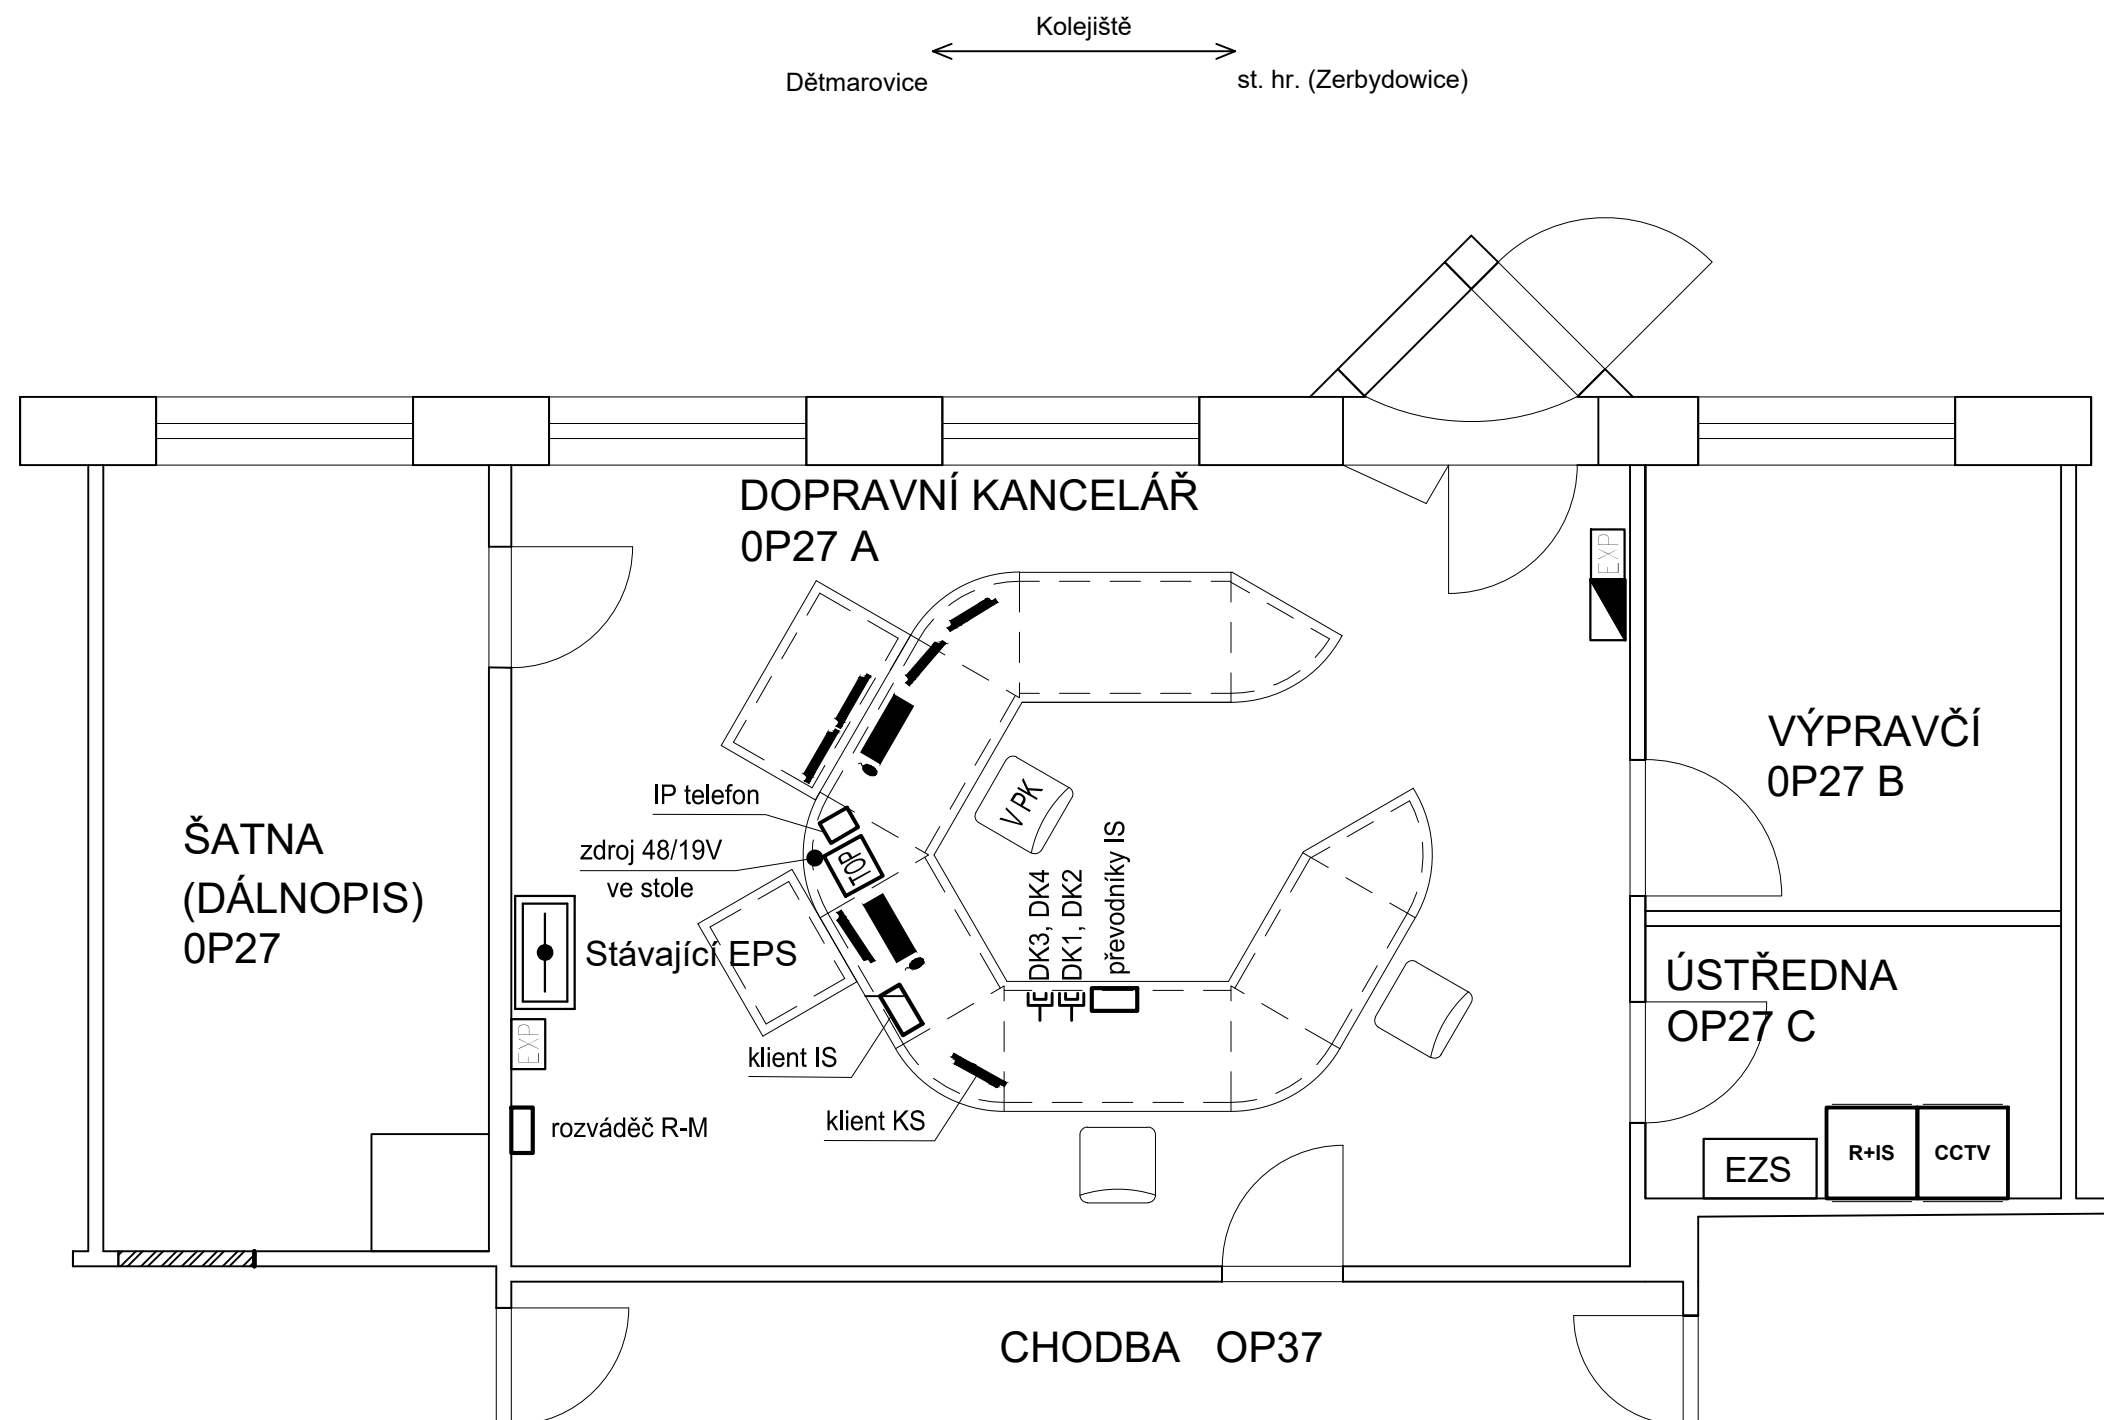 Kolejiště
Dětmarovice
st. hr. (Zerbydowice)
DOPRAVNÍ KANCELÁŘ
0P27 A
EXP
VÝPRAVČÍ
0P27 B
ŠATNA
(DÁLNOPIS)
0P27
IP telefon
zdroj 48/19V
ve stole
TOP
V PK
DK3, DK4
DK1, DK2
převodníky IS
Stávající EPS
EXP
klient IS
klient KS
rozváděč R-M
ÚSTŘEDNA
OP27 C
EZS
R+IS
CCTV
CHODBA OP37